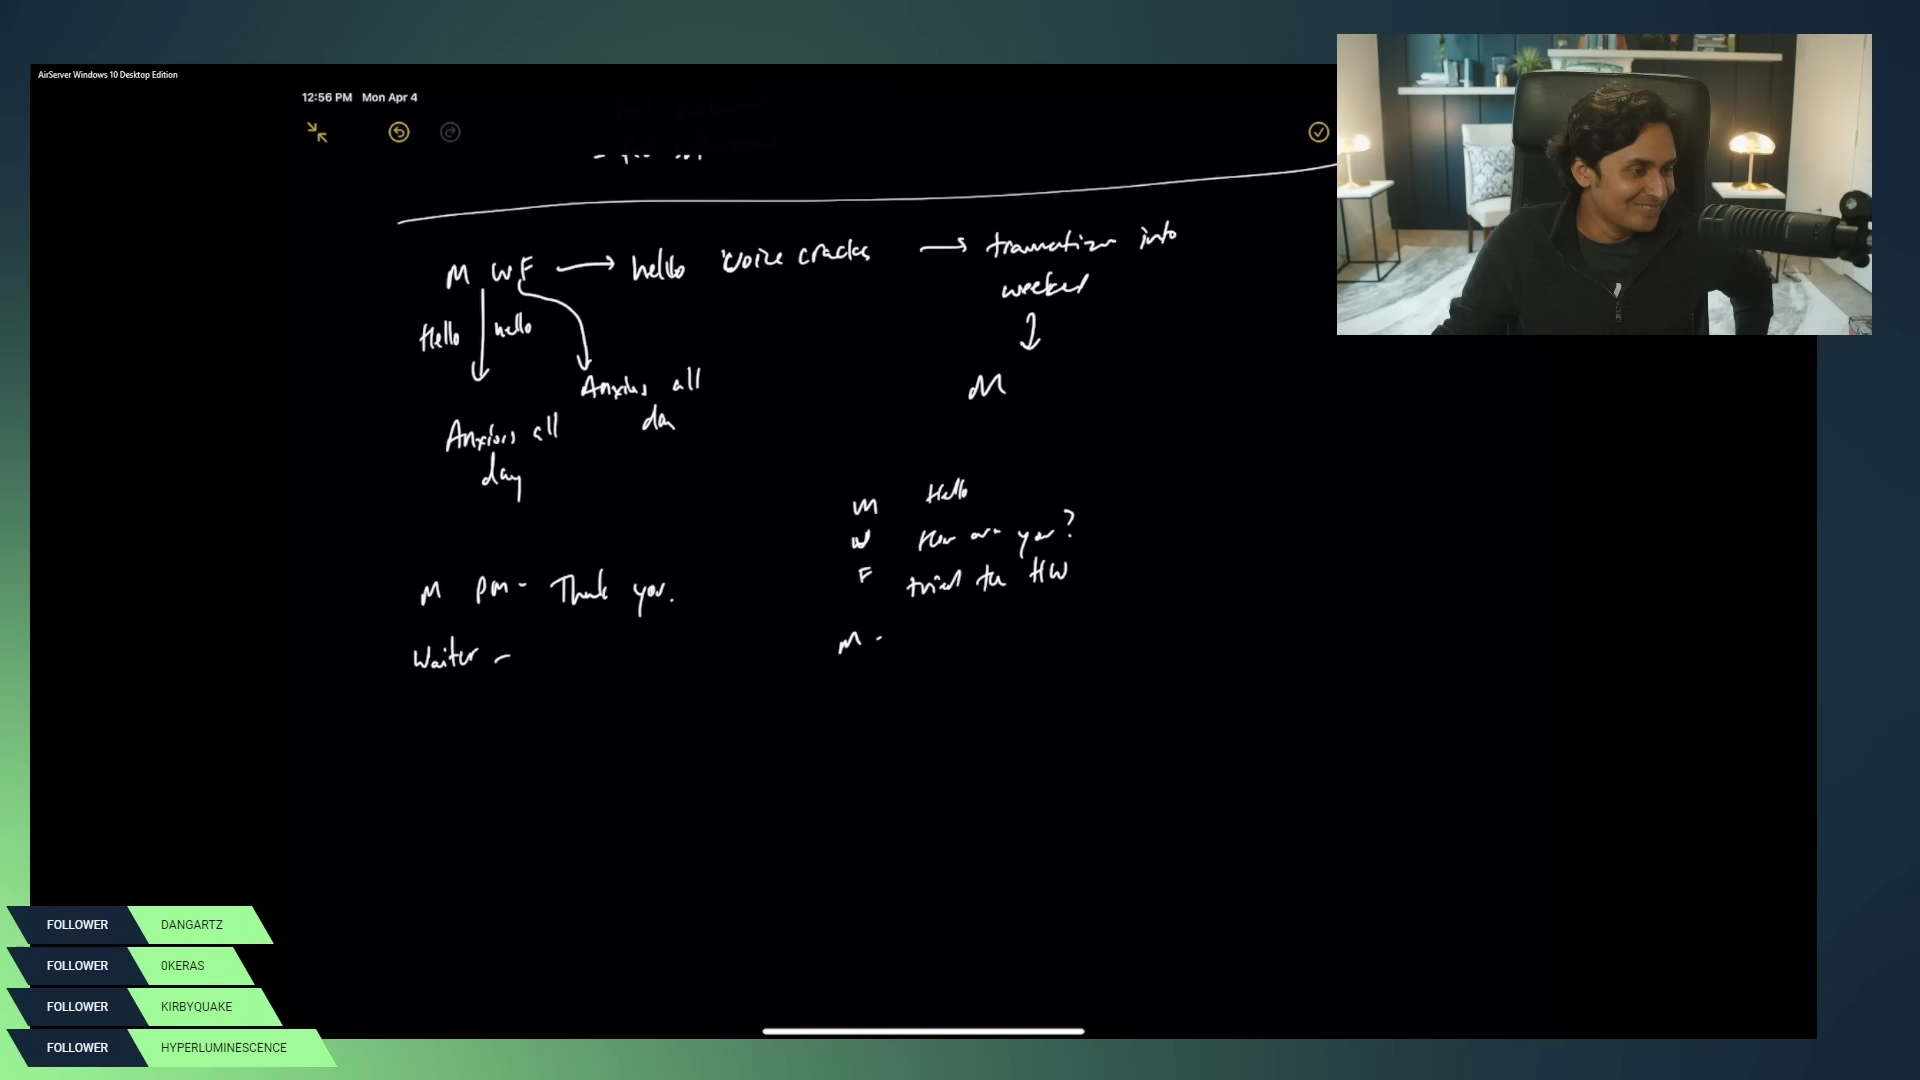 AirServer Windows 10 Desktop Edition
12:56 PM Mon Apr 4
M W F → hello voice cracks → traumatize into
weekend
Hello hello
M
Anxious all
day
Anxious all
day
M Hello
W How are you?
F tried the HW
M PM - Thank you.
M -
Waiter -
FOLLOWER DANGARTZ
FOLLOWER 0KERAS
FOLLOWER KIRBYQUAKE
FOLLOWER HYPERLUMINESCENCE